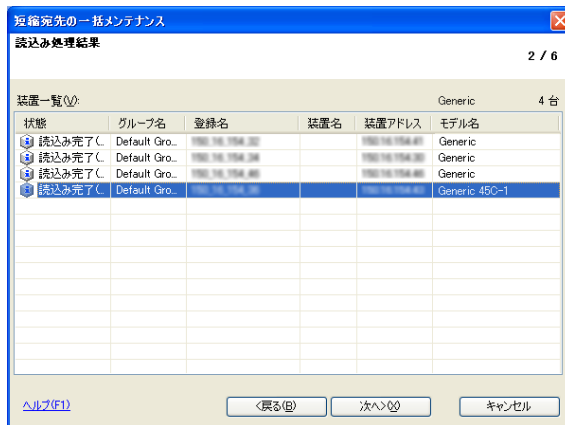 短縮宛先の一括メンテナンス
読込み処理結果
2 / 6
装置一覧(V): Generic 4 台
状態 グループ名 登録名 装置名 装置アドレス モデル名
読込み完了(... Default Gro... Generic
読込み完了(... Default Gro... Generic
読込み完了(... Default Gro... Generic
読込み完了(... Default Gro... Generic 45C-1
ヘルプ(F1) <戻る(B) 次へ>(X) キャンセル